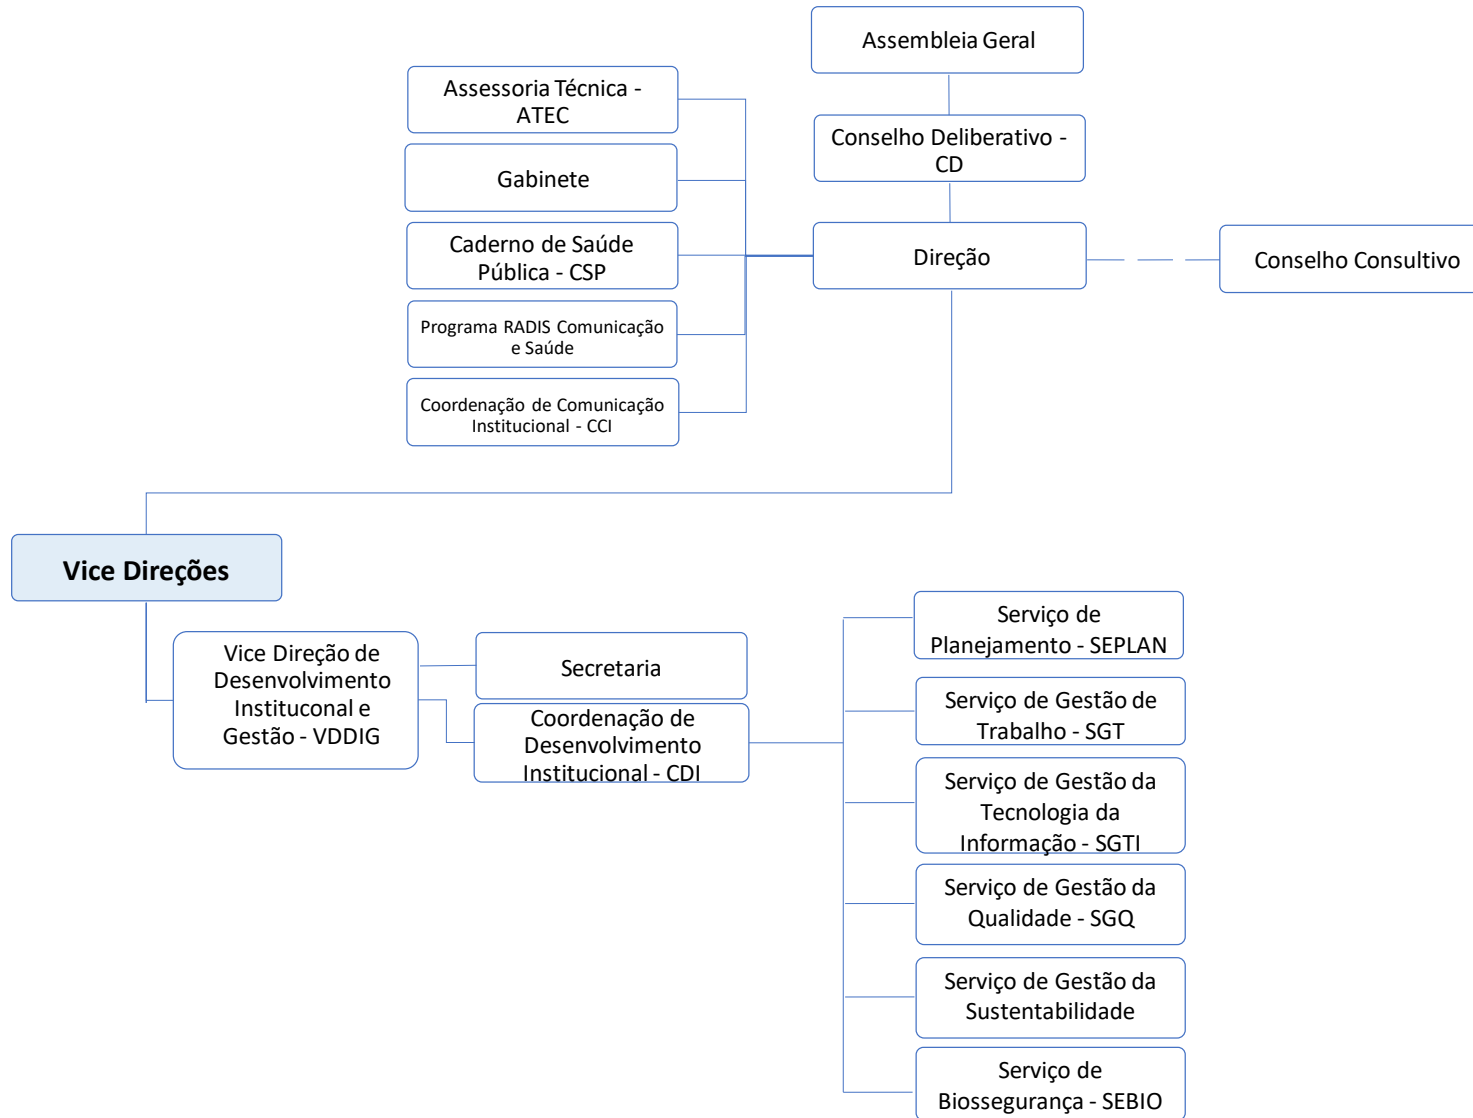 Assembleia Geral
Assessoria Técnica -
ATEC
Conselho Deliberativo -
CD
Gabinete
Caderno de Saúde
Pública - CSP
Direção
Conselho Consultivo
Programa RADIS Comunicação
e Saúde
Coordenação de Comunicação
Institucional - CCI
Vice Direções
Vice Direção de
Desenvolvimento
Instituconal e
Gestão - VDDIG
Secretaria
Coordenação de
Desenvolvimento
Institucional - CDI
Serviço de
Planejamento - SEPLAN
Serviço de Gestão de
Trabalho - SGT
Serviço de Gestão da
Tecnologia da
Informação - SGTI
Serviço de Gestão da
Qualidade - SGQ
Serviço de Gestão da
Sustentabilidade
Serviço de
Biossegurança - SEBIO